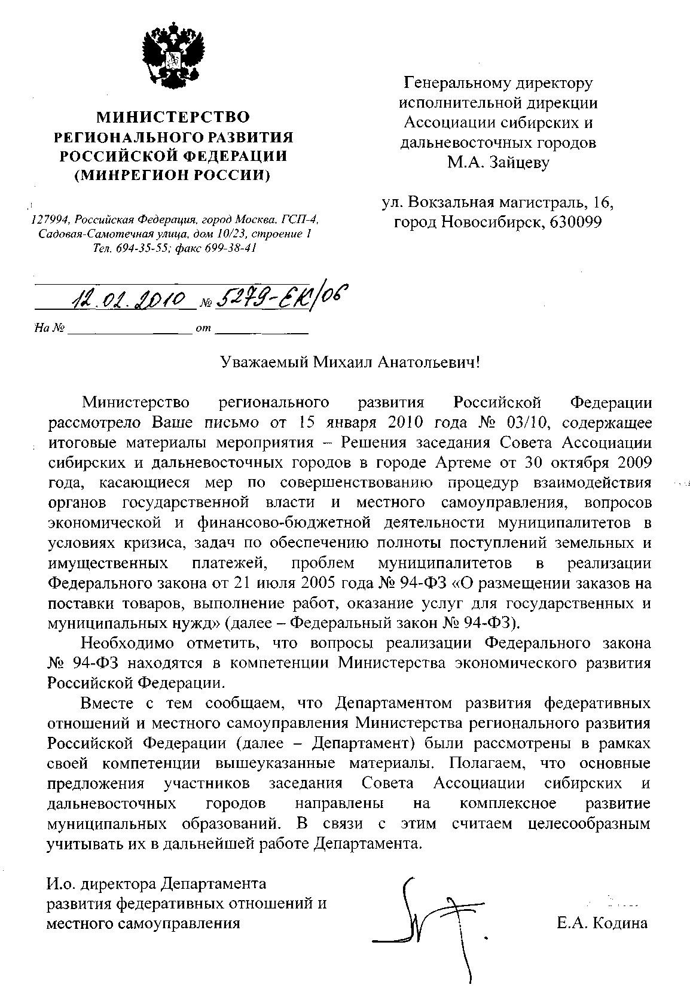 МИНИСТЕРСТВО
РЕГИОНАЛЬНОГО РАЗВИТИЯ
РОССИЙСКОЙ ФЕДЕРАЦИИ
(МИНРЕГИОН РОССИИ)
127994, Российская Федерация, город Москва, ГСП-4,
Садовая-Самотечная улица, дом 10/23, строение 1
Тел. 694-35-55; факс 699-38-41
12.02.2010 № 5279-ЕК/06
На № ____________ от ____________
Генеральному директору
исполнительной дирекции
Ассоциации сибирских и
дальневосточных городов
М.А. Зайцеву
ул. Вокзальная магистраль, 16,
город Новосибирск, 630099
Уважаемый Михаил Анатольевич!
Министерство регионального развития Российской Федерации
рассмотрело Ваше письмо от 15 января 2010 года № 03/10, содержащее
итоговые материалы мероприятия – Решения заседания Совета Ассоциации
сибирских и дальневосточных городов в городе Артеме от 30 октября 2009
года, касающиеся мер по совершенствованию процедур взаимодействия
органов государственной власти и местного самоуправления, вопросов
экономической и финансово-бюджетной деятельности муниципалитетов в
условиях кризиса, задач по обеспечению полноты поступлений земельных и
имущественных платежей, проблем муниципалитетов в реализации
Федерального закона от 21 июля 2005 года № 94-ФЗ «О размещении заказов на
поставки товаров, выполнение работ, оказание услуг для государственных и
муниципальных нужд» (далее – Федеральный закон № 94-ФЗ).
Необходимо отметить, что вопросы реализации Федерального закона
№ 94-ФЗ находятся в компетенции Министерства экономического развития
Российской Федерации.
Вместе с тем сообщаем, что Департаментом развития федеративных
отношений и местного самоуправления Министерства регионального развития
Российской Федерации (далее – Департамент) были рассмотрены в рамках
своей компетенции вышеуказанные материалы. Полагаем, что основные
предложения участников заседания Совета Ассоциации сибирских и
дальневосточных городов направлены на комплексное развитие
муниципальных образований. В связи с этим считаем целесообразным
учитывать их в дальнейшей работе Департамента.
И.о. директора Департамента
развития федеративных отношений и
местного самоуправления Е.А. Кодина